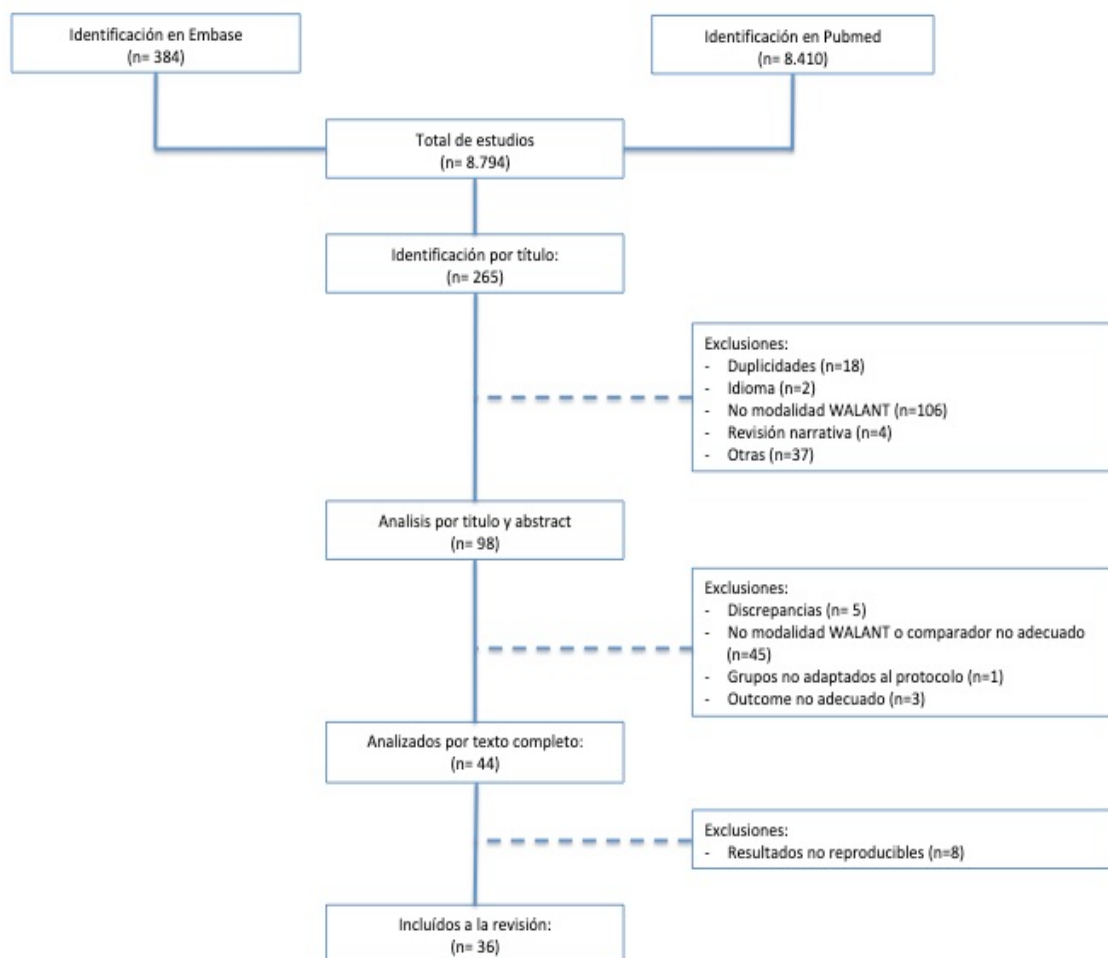 Identificación en Embase
(n= 384)
Identificación en Pubmed
(n= 8.410)
Total de estudios
(n= 8.794)
Identificación por título:
(n= 265)
Exclusiones:
- Duplicidades (n=18)
- Idioma (n=2)
- No modalidad WALANT (n=106)
- Revisión narrativa (n=4)
- Otras (n=37)
Analisis por titulo y abstract
(n= 98)
Exclusiones:
- Discrepancias (n= 5)
- No modalidad WALANT o comparador no adecuado
(n=45)
- Grupos no adaptados al protocolo (n=1)
- Outcome no adecuado (n=3)
Analizados por texto completo:
(n= 44)
Exclusiones:
- Resultados no reproducibles (n=8)
Incluídos a la revisión:
(n= 36)